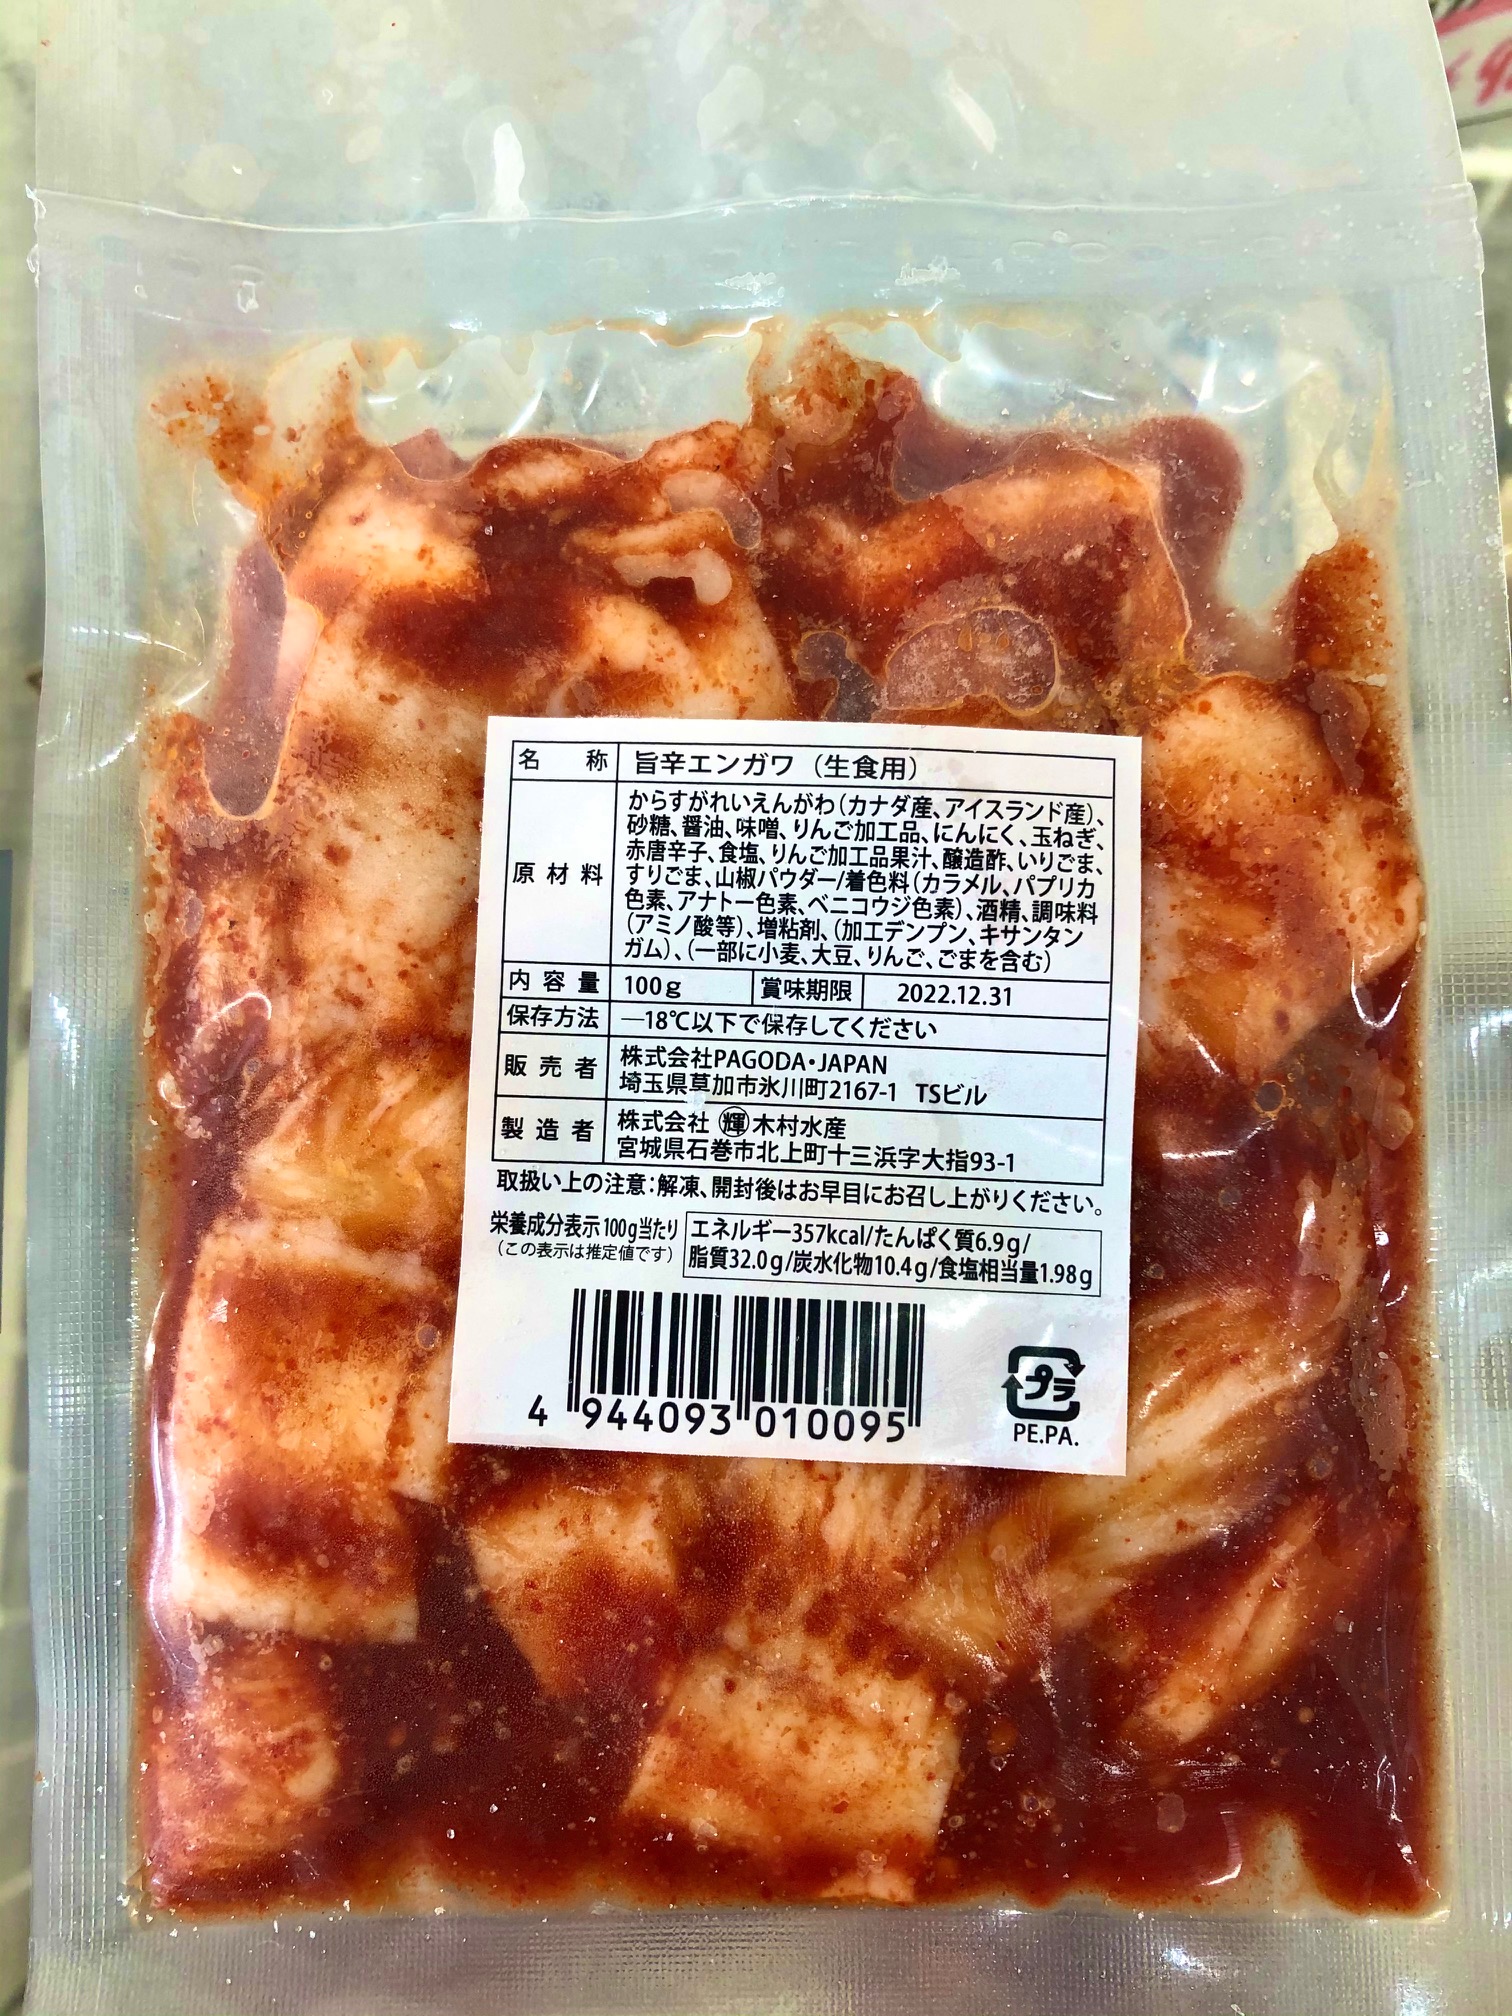 名 称 旨辛エンガワ（生食用）
原 材 料 からすがれいえんがわ（カナダ産、アイスランド産）、
砂糖、醤油、味噌、りんご加工品、にんにく、玉ねぎ、
赤唐辛子、食塩、りんご加工品果汁、醸造酢、いりごま、
すりごま、山椒パウダー/着色料（カラメル、パプリカ
色素、アナトー色素、ベニコウジ色素）、酒精、調味料
（アミノ酸等）、増粘剤、（加工デンプン、キサンタン
ガム）、（一部に小麦、大豆、りんご、ごまを含む）
内 容 量 100g 賞味期限 2022.12.31
保存方法 —18℃以下で保存してください
販 売 者 株式会社PAGODA・JAPAN
埼玉県草加市氷川町2167-1 TSビル
製 造 者 株式会社 ㊋輝木村水産
宮城県石巻市北上町十三浜字大指93-1
取扱い上の注意：解凍、開封後はお早目にお召し上がりください。
栄養成分表示100g当たり エネルギー357kcal/たんぱく質6.9g/
（この表示は推定値です） 脂質32.0g/炭水化物10.4g/食塩相当量1.98g
4 944093 010095
プラ
PE.PA.